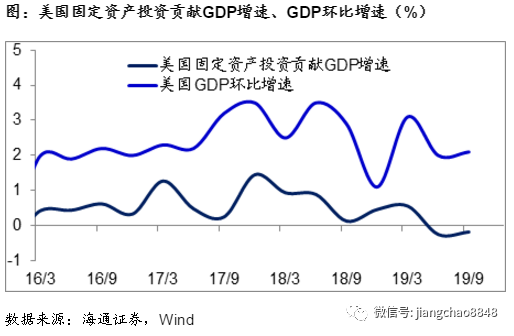 图：美国固定资产投资贡献GDP增速、GDP环比增速（%）
5
美国固定资产投资贡献GDP增速
美国GDP环比增速
4
3
2
1
0
-1
16/3 16/9 17/3 17/9 18/3 18/9 19/3 19/9
数据来源：海通证券，Wind
微信号: jiangchao8848